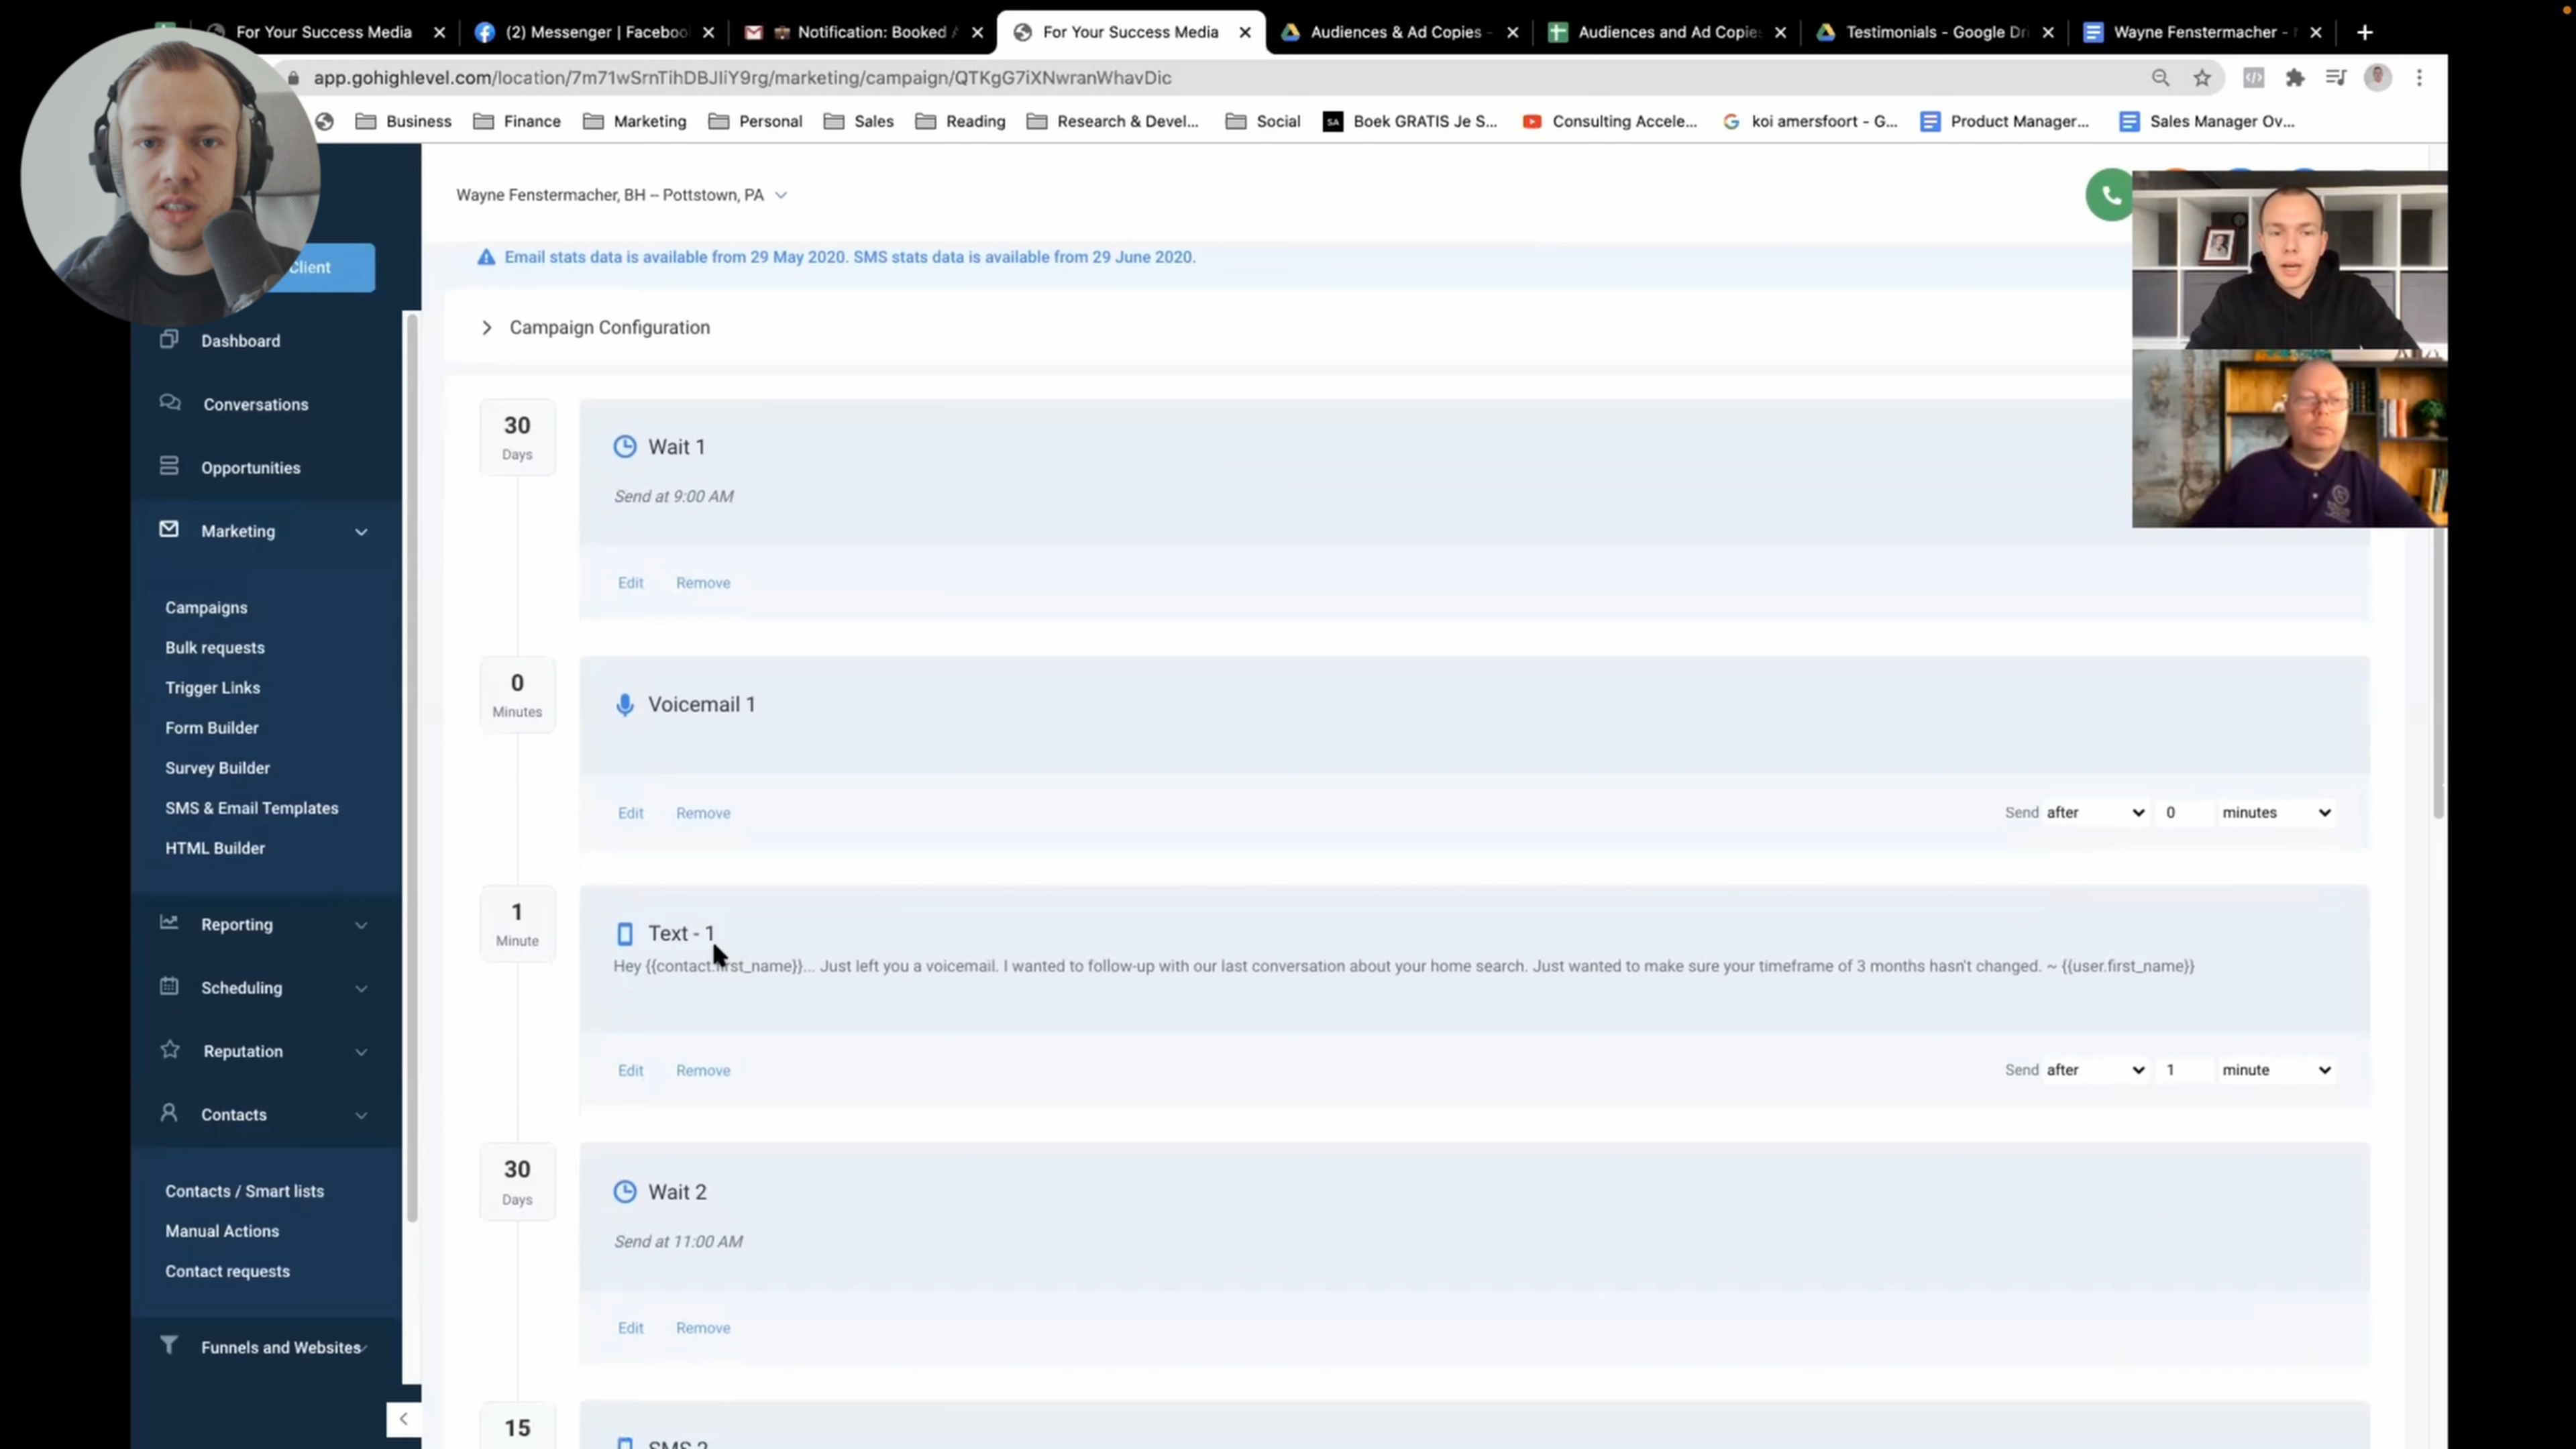 For Your Success Media
(2) Messenger | Faceboo
Notification: Booked A
For Your Success Media
Audiences & Ad Copies -
Audiences and Ad Copie
Testimonials - Google Dri
Wayne Fenstermacher -
app.gohighlevel.com/location/7m71wSrnTihDBJIiY9rg/marketing/campaign/QTKgG7iXNwranWhavDic
Business
Finance
Marketing
Personal
Sales
Reading
Research & Devel...
Social
SA
Boek GRATIS Je S...
Consulting Accele...
koi amersfoort - G...
Product Manager...
Sales Manager Ov...
Wayne Fenstermacher, BH -- Pottstown, PA
Client
Email stats data is available from 29 May 2020. SMS stats data is available from 29 June 2020.
Campaign Configuration
Dashboard
Conversations
Opportunities
Marketing
Campaigns
Bulk requests
Trigger Links
Form Builder
Survey Builder
SMS & Email Templates
HTML Builder
Reporting
Scheduling
Reputation
Contacts
Contacts / Smart lists
Manual Actions
Contact requests
Funnels and Websites
30
Days
Wait 1
Send at 9:00 AM
Edit Remove
0
Minutes
Voicemail 1
Edit Remove
Send after 0 minutes
1
Minute
Text - 1
Hey {{contact.first_name}}... Just left you a voicemail. I wanted to follow-up with our last conversation about your home search. Just wanted to make sure your timeframe of 3 months hasn't changed. ~ {{user.first_name}}
Edit Remove
Send after 1 minute
30
Days
Wait 2
Send at 11:00 AM
Edit Remove
15
SMS 2